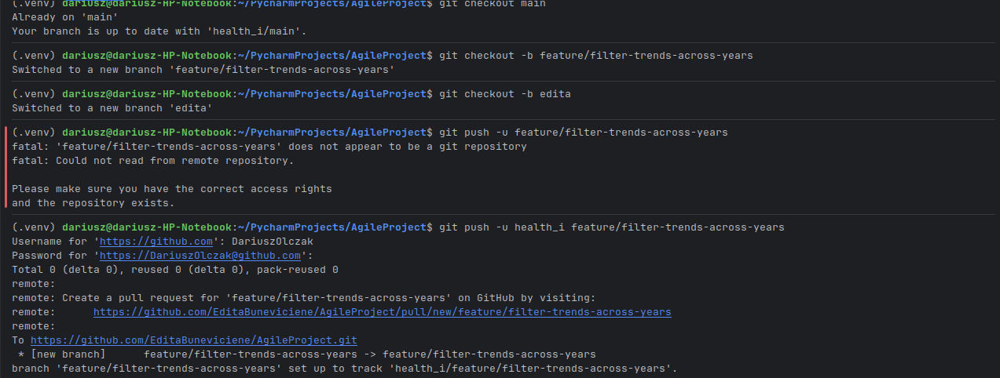 (.venv) dariusz@dariusz-HP-Notebook:~/PycharmProjects/AgileProject$ git checkout main
Already on 'main'
Your branch is up to date with 'health_i/main'.
(.venv) dariusz@dariusz-HP-Notebook:~/PycharmProjects/AgileProject$ git checkout -b feature/filter-trends-across-years
Switched to a new branch 'feature/filter-trends-across-years'
(.venv) dariusz@dariusz-HP-Notebook:~/PycharmProjects/AgileProject$ git checkout -b edita
Switched to a new branch 'edita'
(.venv) dariusz@dariusz-HP-Notebook:~/PycharmProjects/AgileProject$ git push -u feature/filter-trends-across-years
fatal: 'feature/filter-trends-across-years' does not appear to be a git repository
fatal: Could not read from remote repository.
Please make sure you have the correct access rights
and the repository exists.
(.venv) dariusz@dariusz-HP-Notebook:~/PycharmProjects/AgileProject$ git push -u health_i feature/filter-trends-across-years
Username for 'https://github.com': DariuszOlczak
Password for 'https://DariuszOlczak@github.com':
Total 0 (delta 0), reused 0 (delta 0), pack-reused 0
remote:
remote: Create a pull request for 'feature/filter-trends-across-years' on GitHub by visiting:
remote:      https://github.com/EditaBuneviciene/AgileProject/pull/new/feature/filter-trends-across-years
remote:
To https://github.com/EditaBuneviciene/AgileProject.git
 * [new branch]      feature/filter-trends-across-years -> feature/filter-trends-across-years
branch 'feature/filter-trends-across-years' set up to track 'health_i/feature/filter-trends-across-years'.